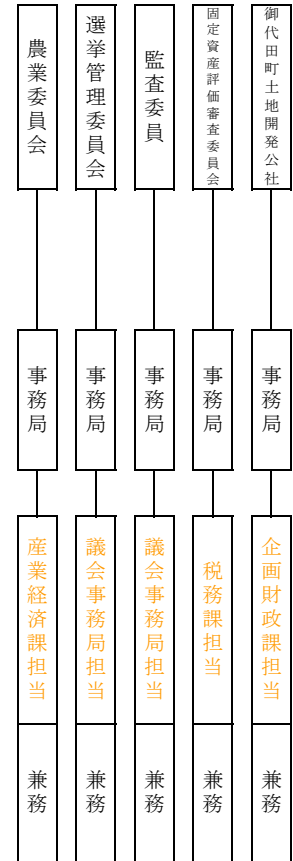 農業委員会
選挙管理委員会
監査委員
固定資産評価審査委員会
御代田町土地開発公社
事務局
事務局
事務局
事務局
事務局
産業経済課担当
議会事務局担当
議会事務局担当
税務課担当
企画財政課担当
兼務
兼務
兼務
兼務
兼務